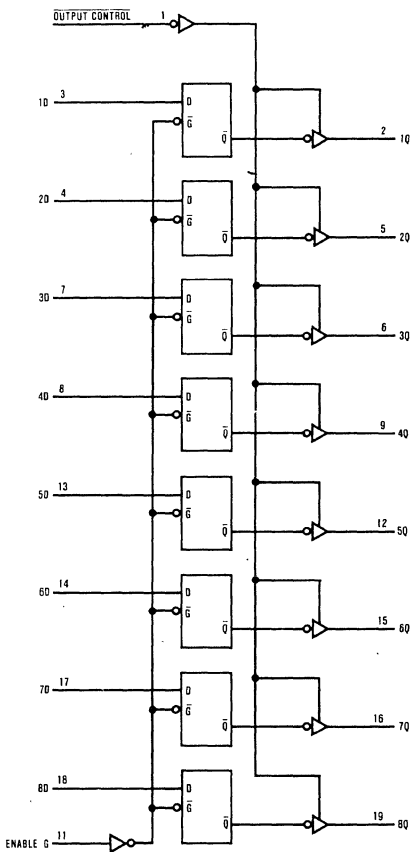 OUTPUT CONTROL 1
1D 3 D G̅ Q̅ 2 1Q
2D 4 D G̅ Q̅ 5 2Q
3D 7 D G̅ Q̅ 6 3Q
4D 8 D G̅ Q̅ 9 4Q
5D 13 D G̅ Q̅ 12 5Q
6D 14 D G̅ Q̅ 15 6Q
7D 17 D G̅ Q̅ 16 7Q
8D 18 D G̅ Q̅ 19 8Q
ENABLE G 11